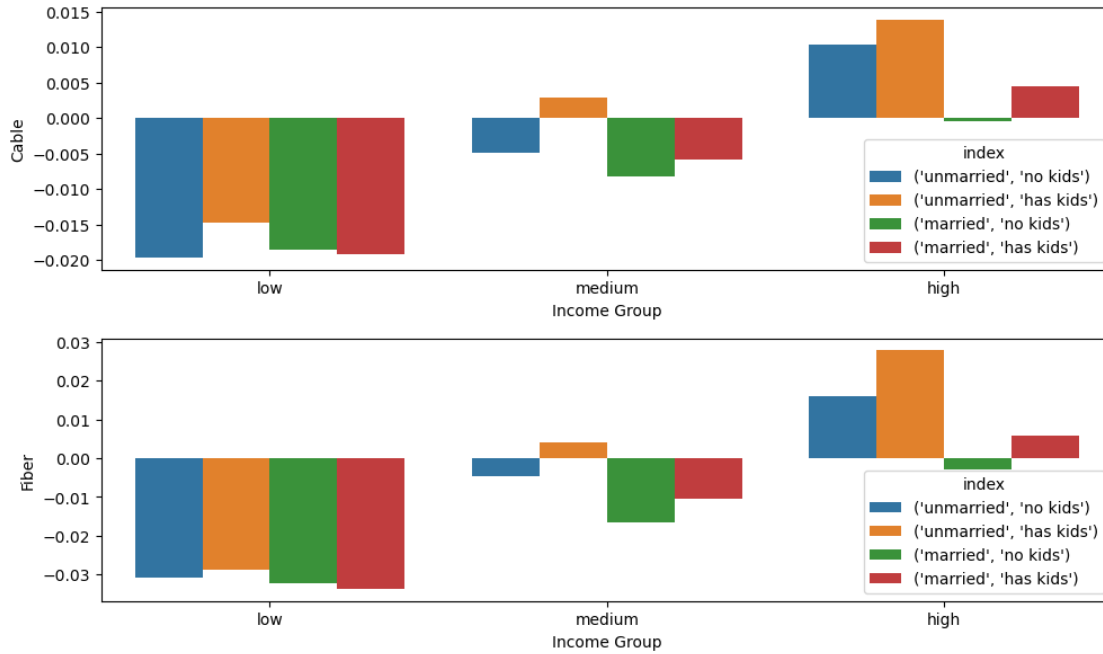 0.015
0.010
0.005
0.000
−0.005
−0.010
−0.015
−0.020
Cable
low
medium
high
Income Group
index
('unmarried', 'no kids')
('unmarried', 'has kids')
('married', 'no kids')
('married', 'has kids')
0.03
0.02
0.01
0.00
−0.01
−0.02
−0.03
Fiber
low
medium
high
Income Group
index
('unmarried', 'no kids')
('unmarried', 'has kids')
('married', 'no kids')
('married', 'has kids')